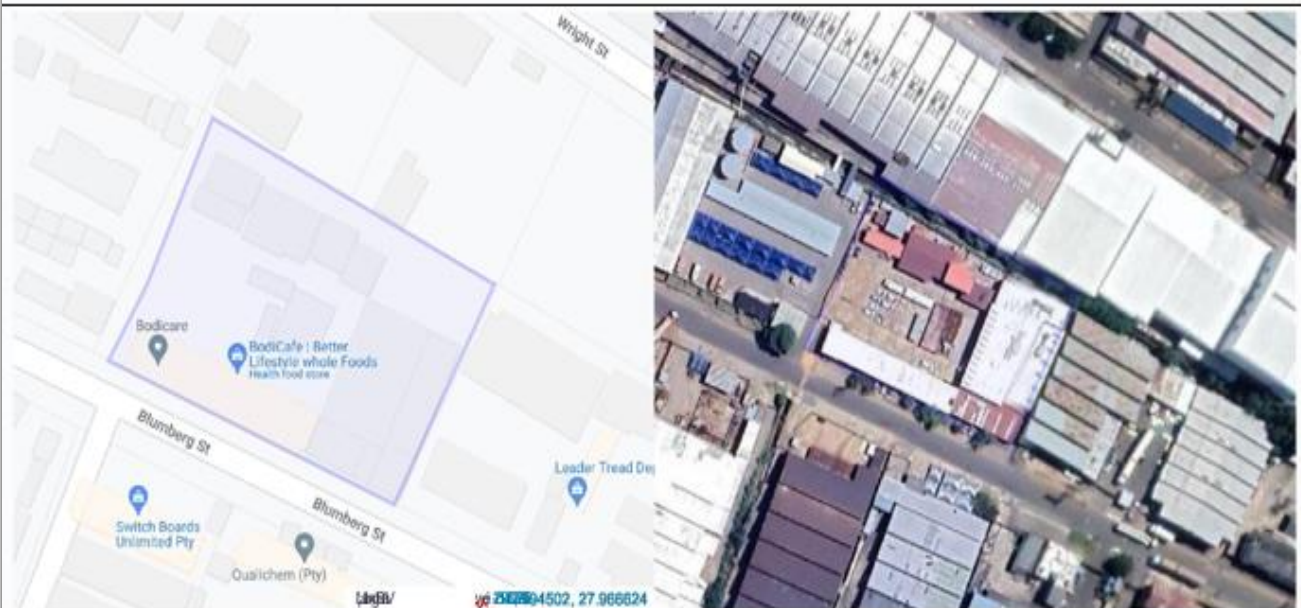 Wright St
Bodicare
BodiCafe : Better
Lifestyle whole Foods
Health food store
Blumberg St
Blumberg St
Leader Tread De
Switch Boards
Unlimited Pty
Qualichem (Pty)
94502, 27.966624